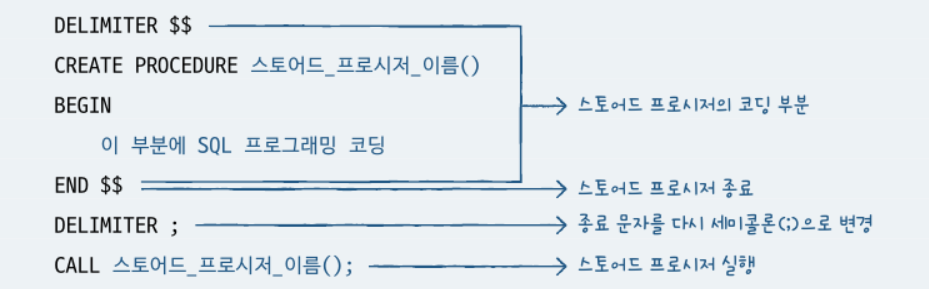 DELIMITER $$
CREATE PROCEDURE 스토어드_프로시저_이름()
BEGIN
스토어드 프로시저의 코딩 부분
이 부분에 SQL 프로그래밍 코딩
END $$ 스토어드 프로시저 종료
DELIMITER ; 종료 문자를 다시 세미콜론(;)으로 변경
CALL 스토어드_프로시저_이름(); 스토어드 프로시저 실행